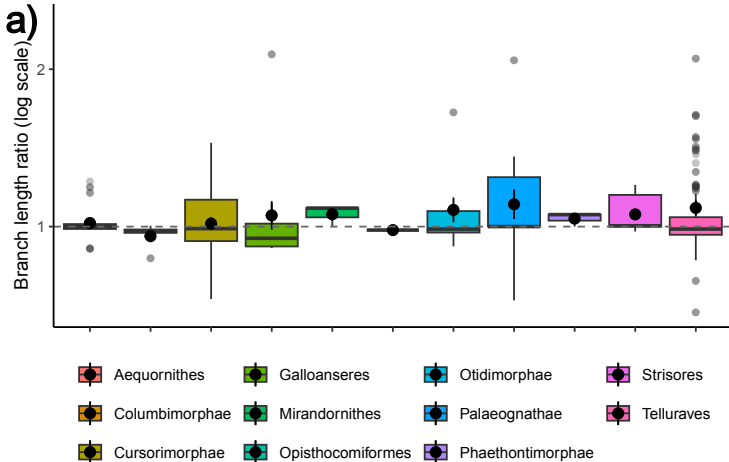 a)
Branch length ratio (log scale)
2
1
Aequornithes
Galloanseres
Otidimorphae
Strisores
Columbimorphae
Mirandornithes
Palaeognathae
Telluraves
Cursorimorphae
Opisthocomiformes
Phaethontimorphae